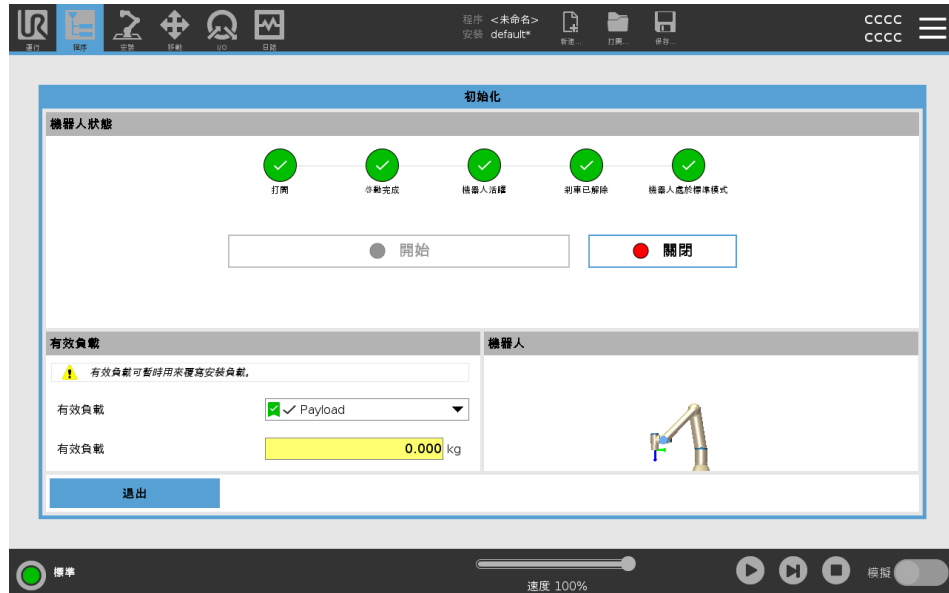 程序 <未命名>
安裝 default*
cccc
cccc
運行
程序
安裝
移動
I/O
日誌
新建...
打開...
保存...
初始化
機器人狀態
打開
啓動完成
機器人活躍
剎車已解除
機器人處於標準模式
開始
關閉
有效負載
機器人
有效負載可暫時用來覆寫安裝負載。
有效負載
Payload
有效負載
0.000 kg
退出
標準
速度 100%
模擬